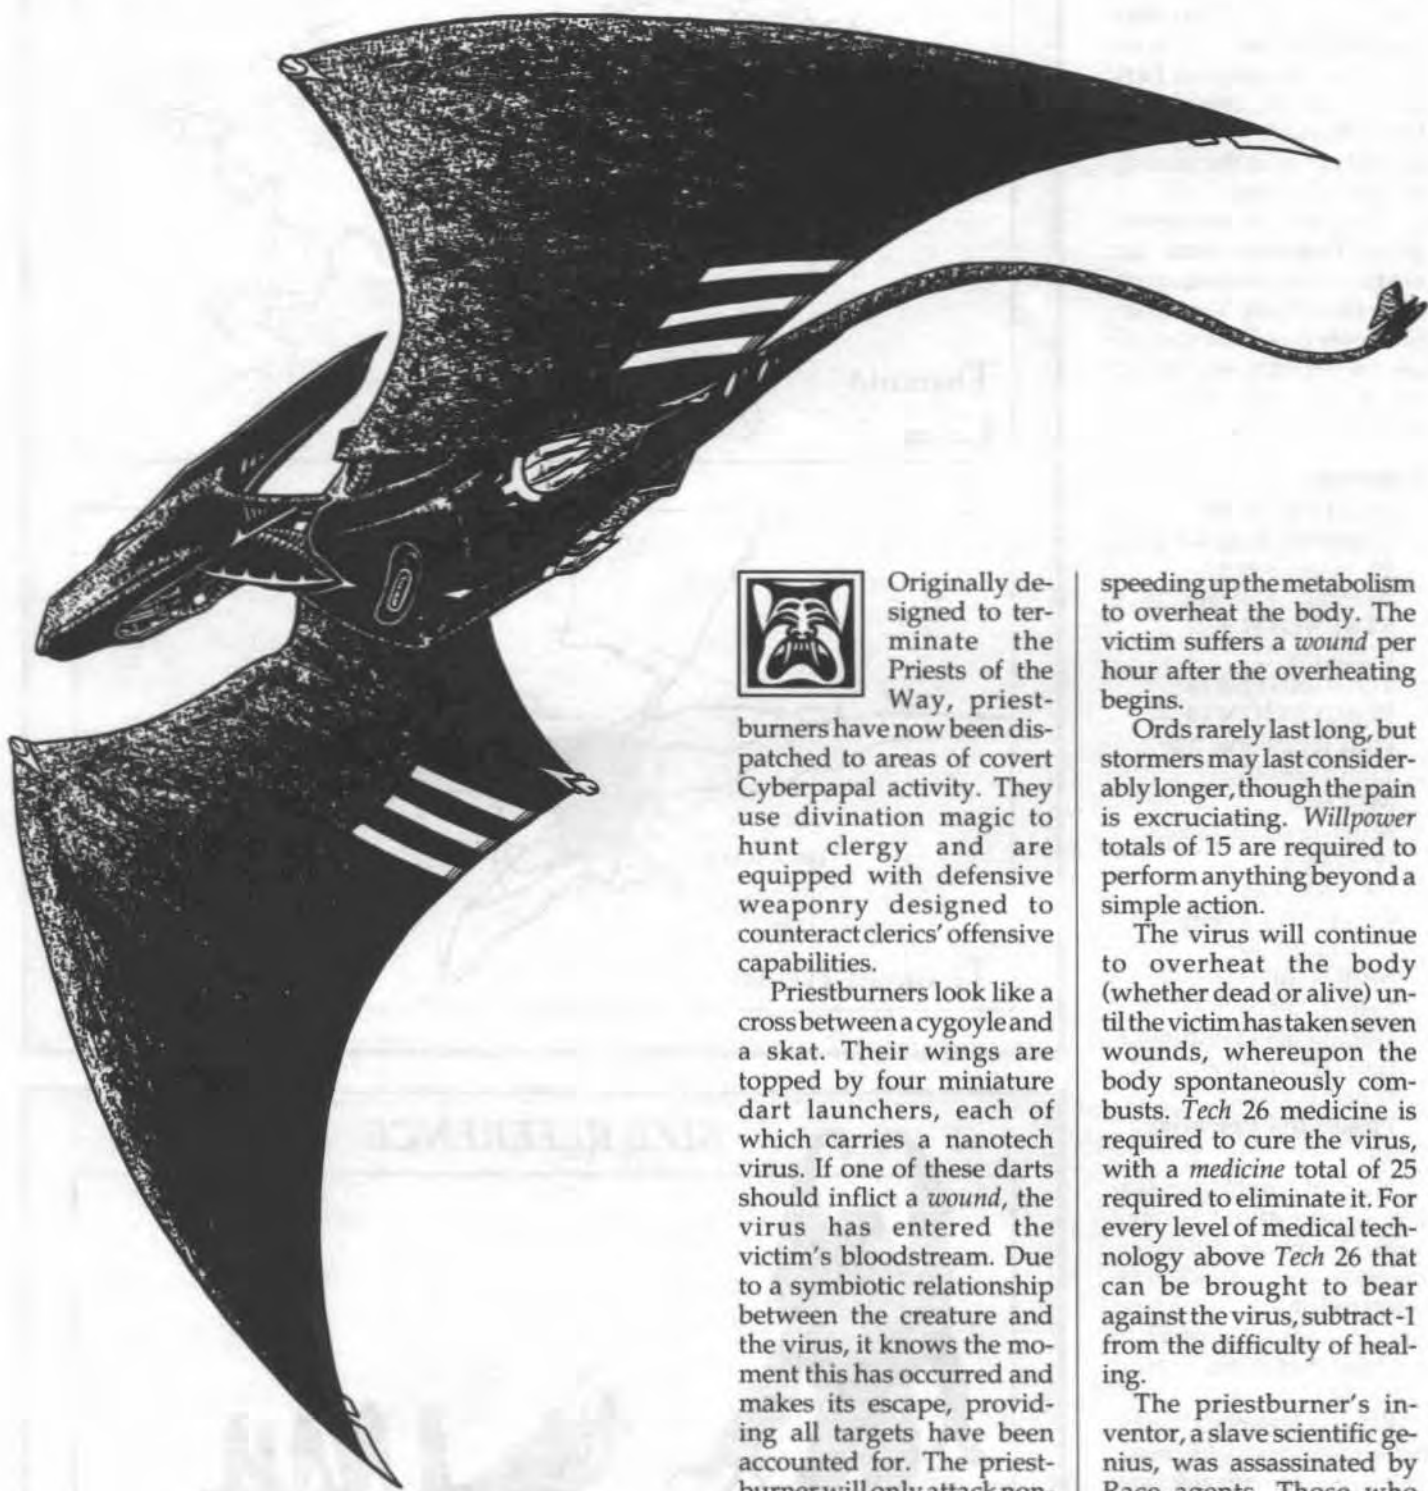 Originally de-
signed to ter-
minate the
Priests of the
Way, priest-
burners have now been dis-
patched to areas of covert
Cyberpapal activity. They
use divination magic to
hunt clergy and are
equipped with defensive
weaponry designed to
counteract clerics' offensive
capabilities.
Priestburners look like a
cross between a cygoyle and
a skat. Their wings are
topped by four miniature
dart launchers, each of
which carries a nanotech
virus. If one of these darts
should inflict a wound, the
virus has entered the
victim's bloodstream. Due
to a symbiotic relationship
between the creature and
the virus, it knows the mo-
ment this has occurred and
makes its escape, provid-
ing all targets have been
accounted for. The priest-
burner will only attack non-
speeding up the metabolism
to overheat the body. The
victim suffers a wound per
hour after the overheating
begins.
Ords rarely last long, but
stormers may last consider-
ably longer, though the pain
is excruciating. Willpower
totals of 15 are required to
perform anything beyond a
simple action.
The virus will continue
to overheat the body
(whether dead or alive) un-
til the victim has taken seven
wounds, whereupon the
body spontaneously com-
busts. Tech 26 medicine is
required to cure the virus,
with a medicine total of 25
required to eliminate it. For
every level of medical tech-
nology above Tech 26 that
can be brought to bear
against the virus, subtract -1
from the difficulty of heal-
ing.
The priestburner's in-
ventor, a slave scientific ge-
nius, was assassinated by
Race agents. Those who